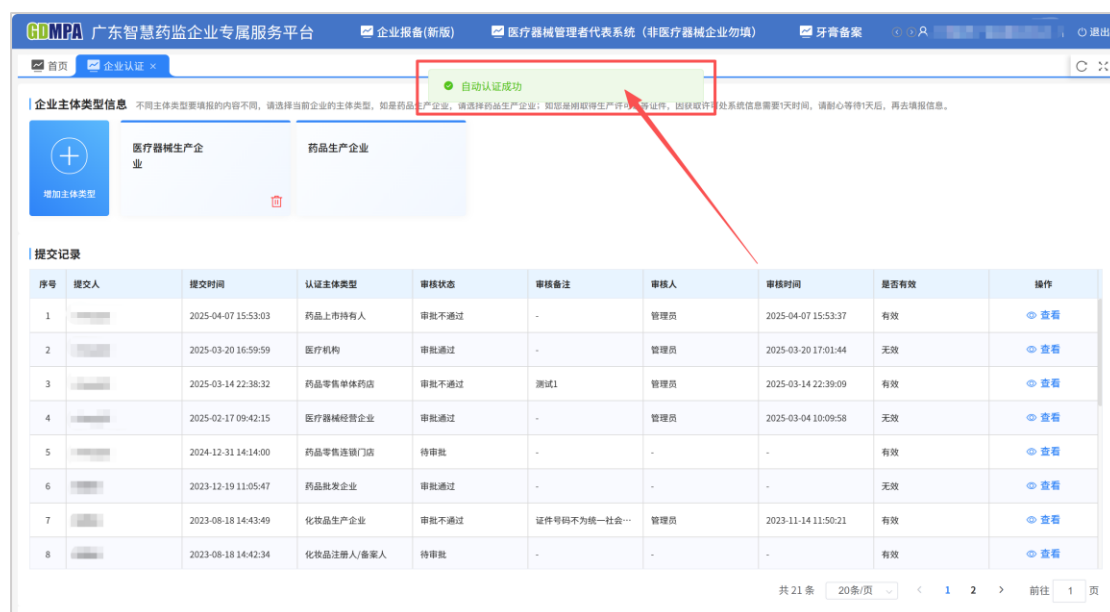 GDMPA 广东智慧药监企业专属服务平台 企业报备(新版) 医疗器械管理者代表系统（非医疗器械企业勿填） 牙膏备案 退出
首页 企业认证 ×
自动认证成功
企业主体类型信息 不同主体类型要填报的内容不同，请选择当前企业的主体类型，如是药品生产企业，请选择药品生产企业；如您是刚取得生产许可 等证件，因获取许可处系统信息需要1天时间，请耐心等待1天后，再去填报信息。
医疗器械生产企
业
药品生产企业
增加主体类型
提交记录
序号 提交人 提交时间 认证主体类型 审核状态 审核备注 审核人 审核时间 是否有效 操作
1 2025-04-07 15:53:03 药品上市持有人 审批不通过 - 管理员 2025-04-07 15:53:37 有效 查看
2 2025-03-20 16:59:59 医疗机构 审批通过 - 管理员 2025-03-20 17:01:44 无效 查看
3 2025-03-14 22:38:32 药品零售单体药店 审批不通过 测试1 管理员 2025-03-14 22:39:09 有效 查看
4 2025-02-17 09:42:15 医疗器械经营企业 审批通过 - 管理员 2025-03-04 10:09:58 无效 查看
5 2024-12-31 14:14:00 药品零售连锁门店 待审批 - - - 有效 查看
6 2023-12-19 11:05:47 药品批发企业 审批通过 - - - 无效 查看
7 2023-08-18 14:43:49 化妆品生产企业 审批不通过 证件号码不为统一社会… 管理员 2023-11-14 11:50:21 有效 查看
8 2023-08-18 14:42:34 化妆品注册人/备案人 待审批 - - - 有效 查看
共 21 条 20条/页 < 1 2 > 前往 1 页